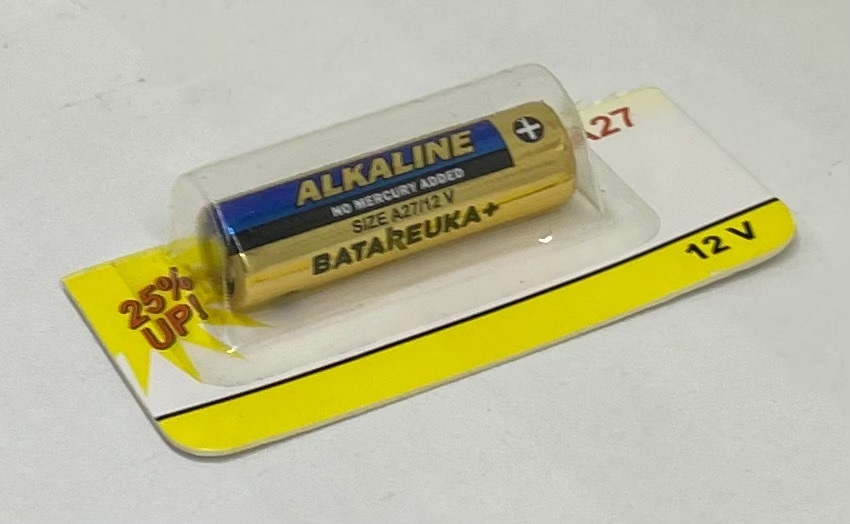 ALKALINE
NO MERCURY ADDED
SIZE A27/12 V
BATAREUKA+
A27
12 V
25%
UP!